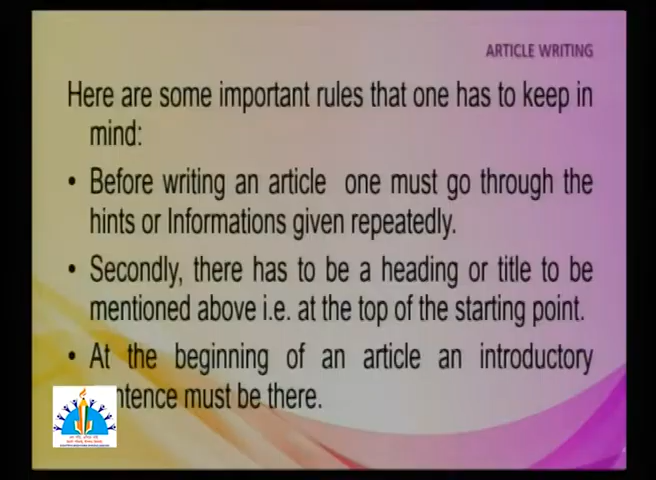 ARTICLE WRITING
Here are some important rules that one has to keep in
mind:
• Before writing an article one must go through the
hints or Informations given repeatedly.
• Secondly, there has to be a heading or title to be
mentioned above i.e. at the top of the starting point.
• At the beginning of an article an introductory
ntence must be there.